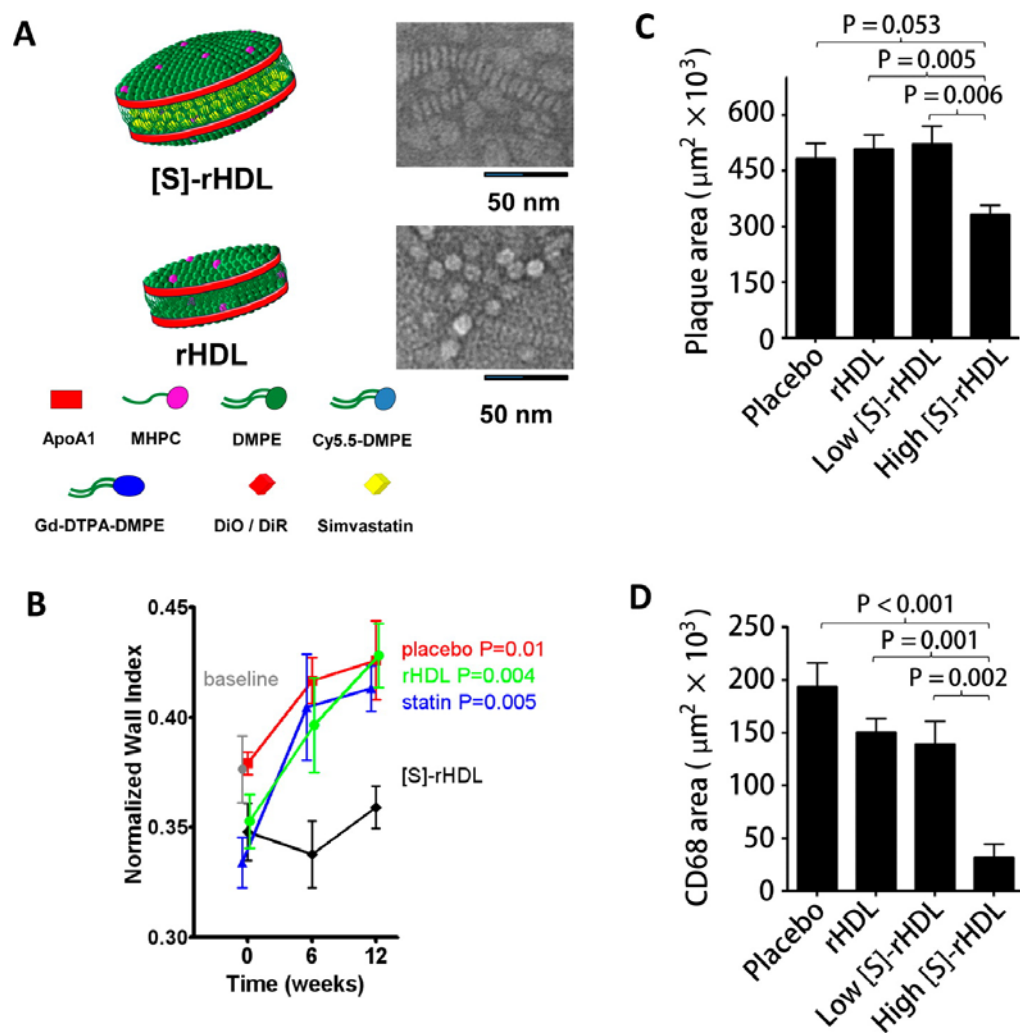 A
[S]-rHDL
50 nm
rHDL
50 nm
ApoA1 MHPC DMPE Cy5.5-DMPE
Gd-DTPA-DMPE DiO / DiR Simvastatin
B
Normalized Wall Index
0.45
0.40
0.35
0.30
baseline
placebo P=0.01
rHDL P=0.004
statin P=0.005
[S]-rHDL
0 6 12
Time (weeks)
C
P = 0.053
P = 0.005
P = 0.006
Plaque area ( μm² × 10³)
600
450
300
150
0
Placebo
rHDL
Low [S]-rHDL
High [S]-rHDL
D
P < 0.001
P = 0.001
P = 0.002
CD68 area ( μm² × 10³)
250
200
150
100
50
0
Placebo
rHDL
Low [S]-rHDL
High [S]-rHDL